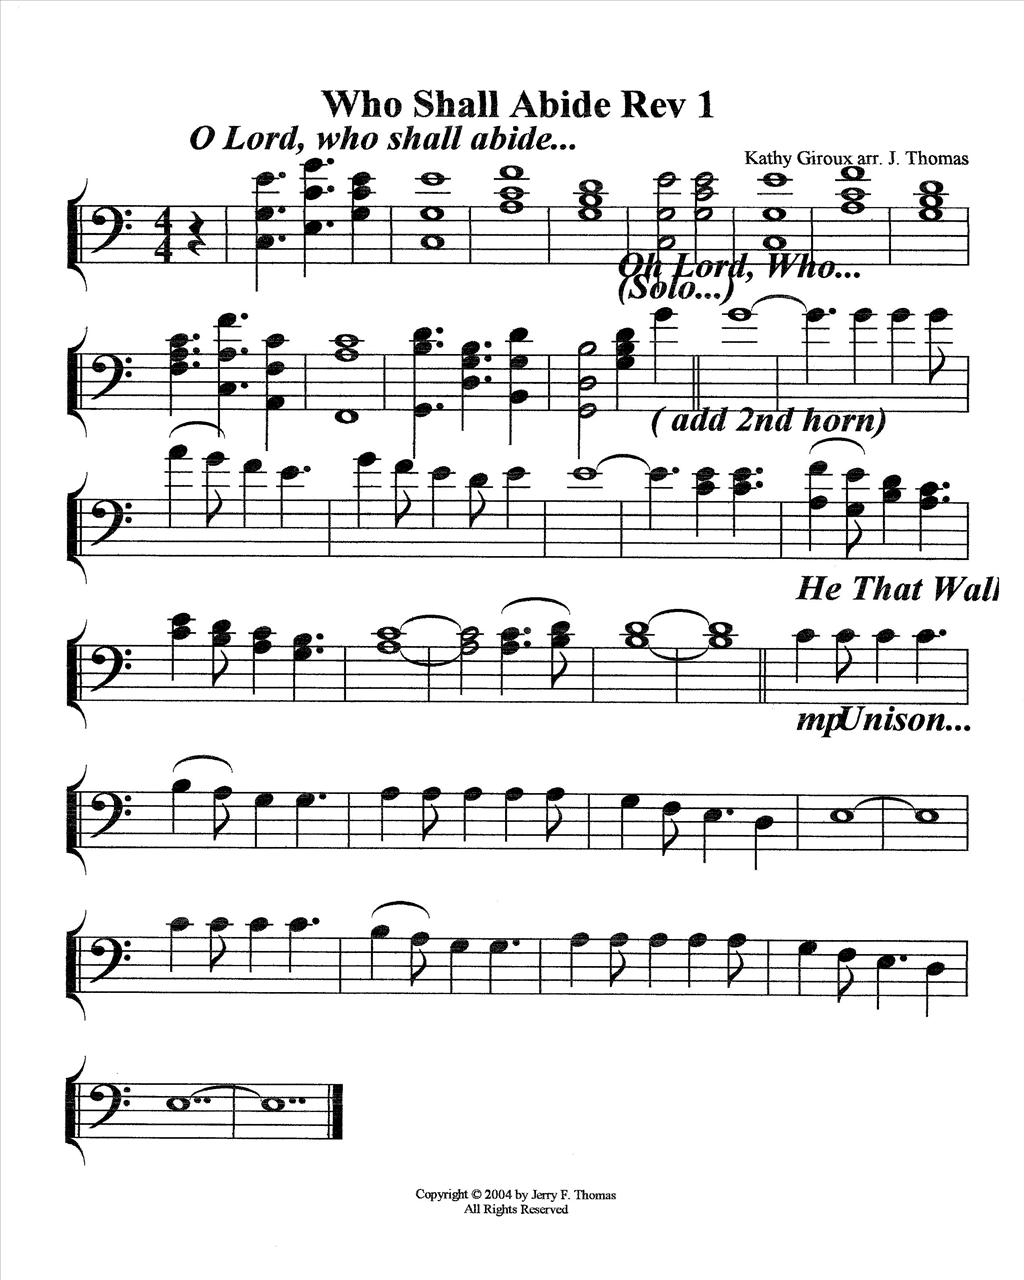 Who Shall Abide Rev 1
O Lord, who shall abide...
Kathy Giroux arr. J. Thomas
4
4
Oh Lord, Who...
(Solo...)
( add 2nd horn)
He That Wall
mpUnison...
Copyright © 2004 by Jerry F. Thomas
All Rights Reserved